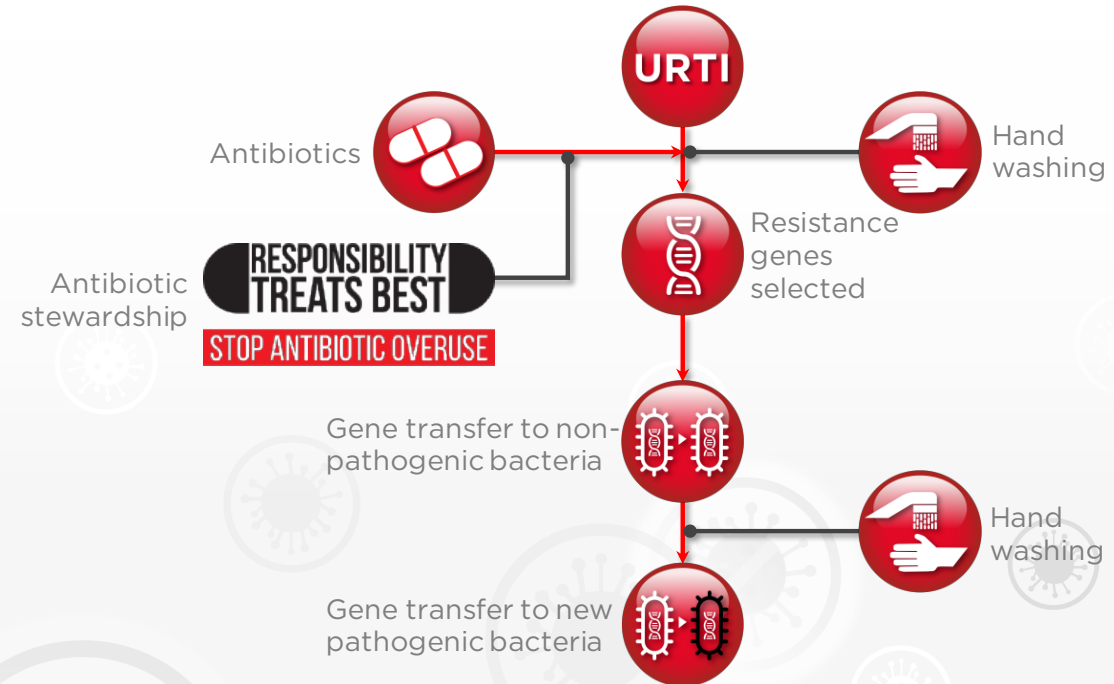 URTI
Antibiotics
Hand
washing
Resistance
genes
selected
Antibiotic
stewardship
RESPONSIBILITY
TREATS BEST
STOP ANTIBIOTIC OVERUSE
Gene transfer to non-
pathogenic bacteria
Hand
washing
Gene transfer to new
pathogenic bacteria